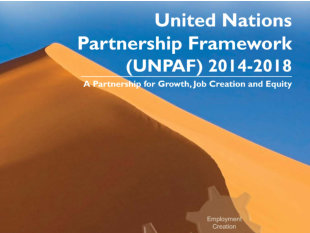 United Nations
Partnership Framework
(UNPAF) 2014-2018
A Partnership for Growth, Job Creation and Equity
Employment
Creation